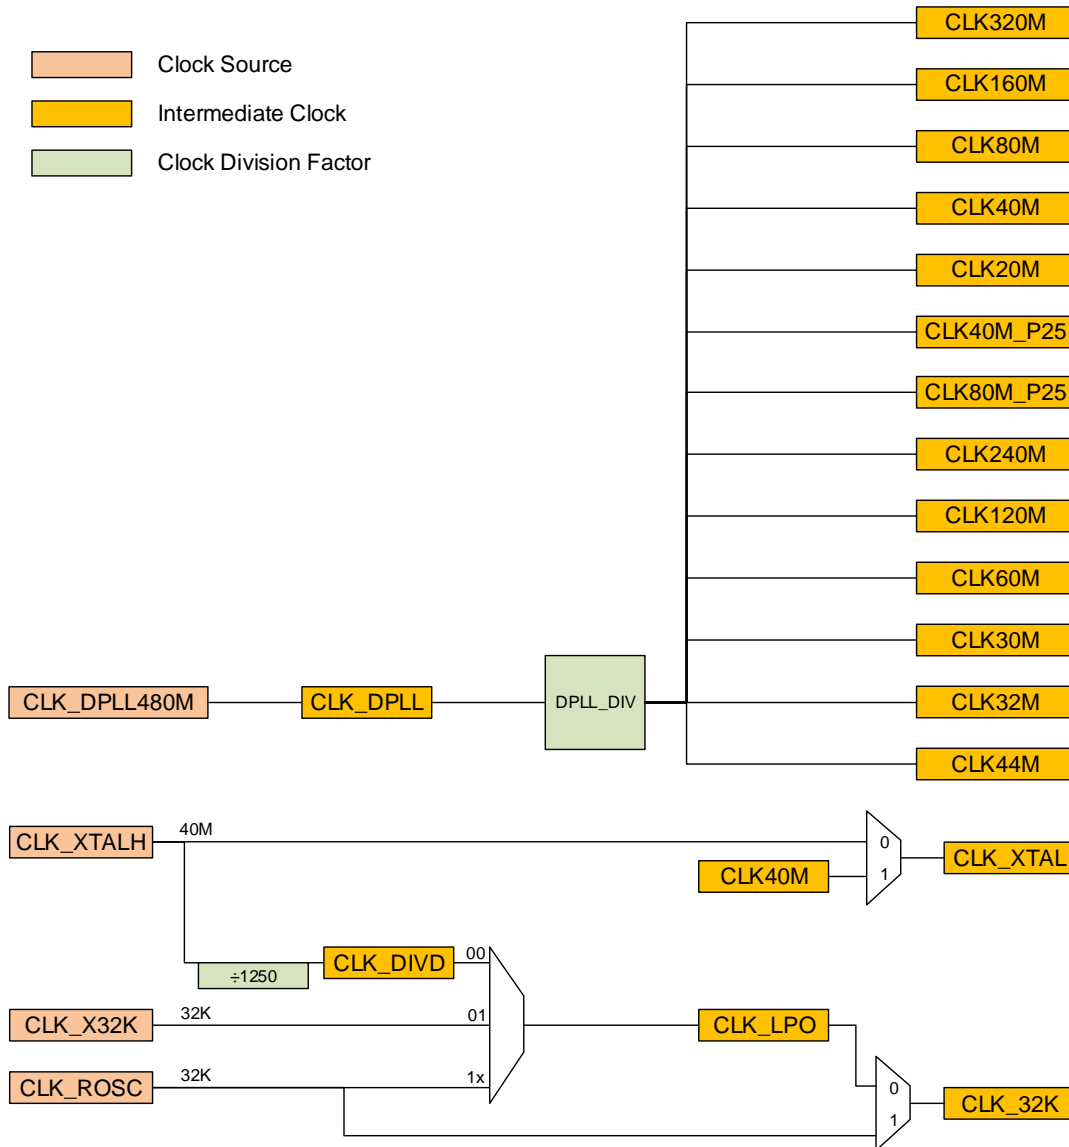 CLK320M
Clock Source
CLK160M
Intermediate Clock
CLK80M
Clock Division Factor
CLK40M
CLK20M
CLK40M_P25
CLK80M_P25
CLK240M
CLK120M
CLK60M
CLK30M
CLK_DPLL480M
CLK_DPLL
DPLL_DIV
CLK32M
CLK44M
CLK_XTALH
40M
0
1
CLK40M
CLK_XTAL
÷1250
CLK_DIVD
00
CLK_X32K
32K
01
CLK_LPO
CLK_ROSC
32K
1x
0
1
CLK_32K